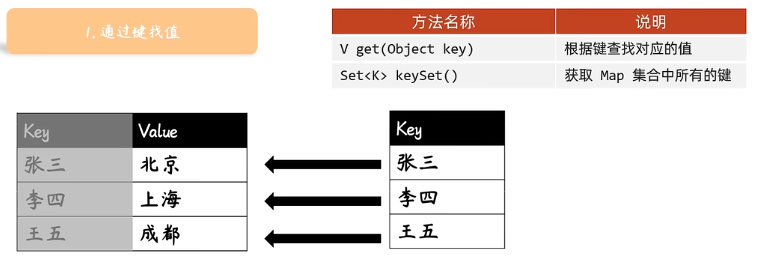 1.通过键找值
方法名称 说明
V get(Object key) 根据键查找对应的值
Set<K> keySet() 获取 Map 集合中所有的键
Key Value
张三 北京
李四 上海
王五 成都
Key
张三
李四
王五